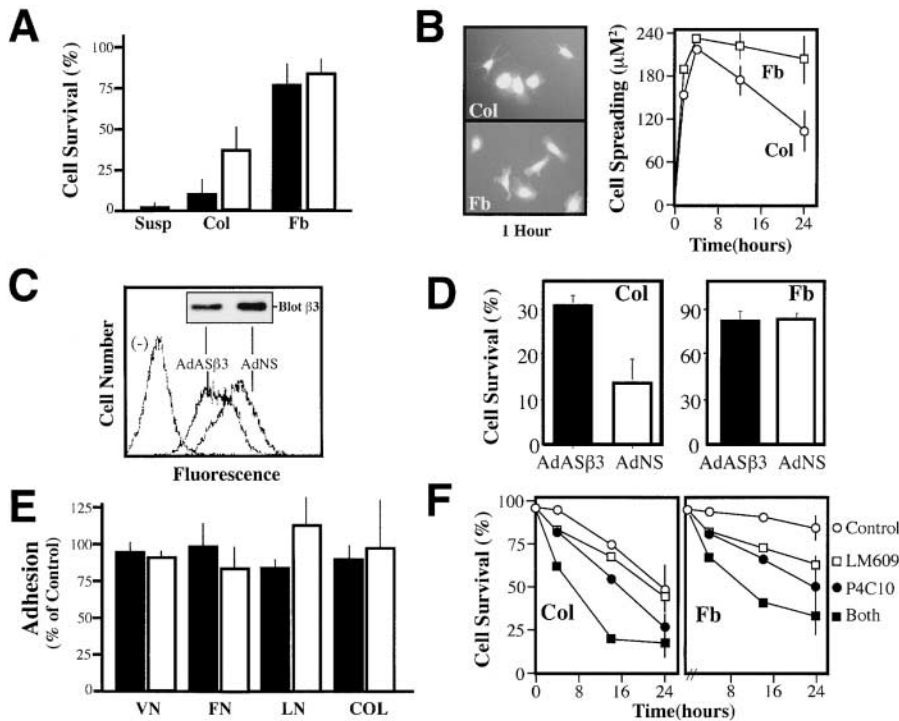 A
Cell Survival (%)
100
75
50
25
0
Susp Col Fb
B
Col
Fb
1 Hour
Cell Spreading (μM²)
240
180
120
60
0
Fb
Col
0 8 16 24
Time(hours)
C
Cell Number
Blot β3
(-)
AdASβ3 AdNS
Fluorescence
D
Cell Survival (%)
30
20
10
0
Col
AdASβ3 AdNS
90
60
30
0
Fb
AdASβ3 AdNS
E
Adhesion
(% of Control)
125
100
75
50
25
0
VN FN LN COL
F
Cell Survival (%)
100
75
50
25
0
Col
0 8 16 24
Fb
8 16 24
Time(hours)
Control
LM609
P4C10
Both